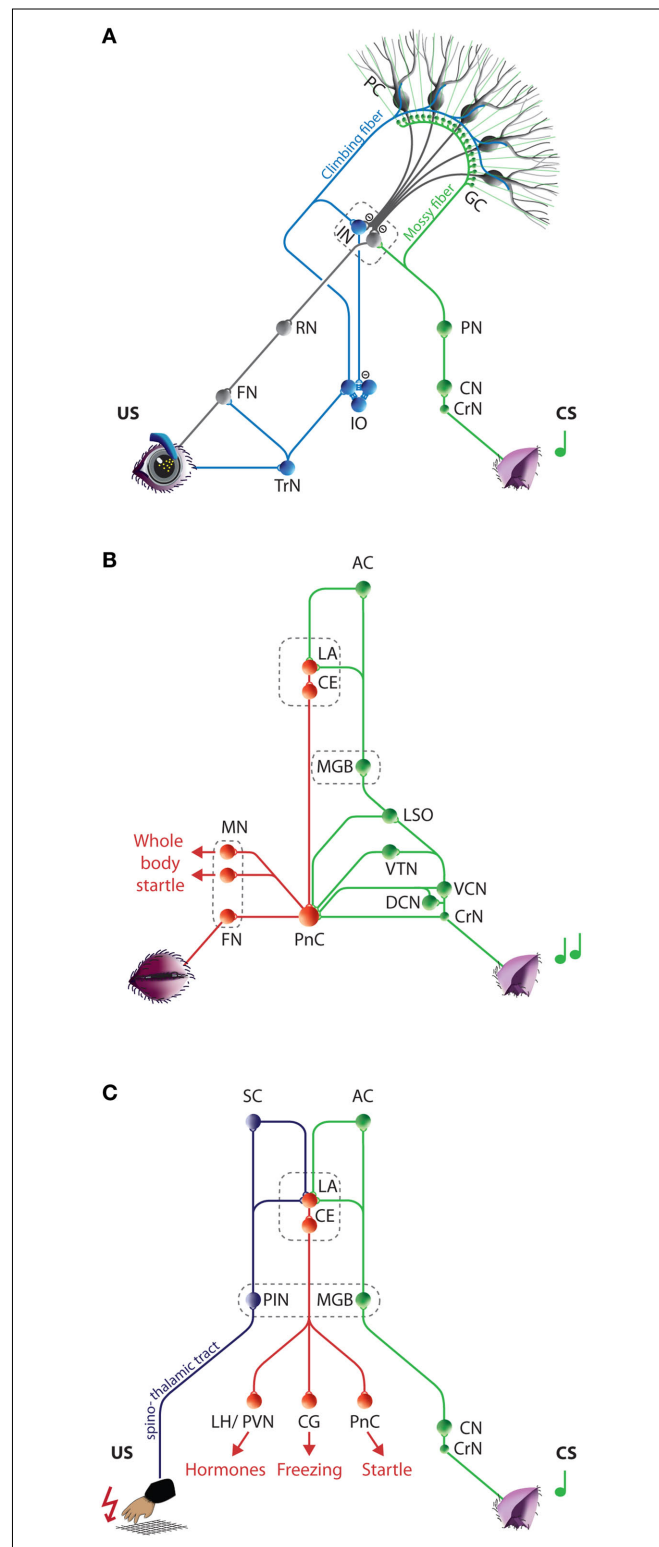 A
PC
Climbing fiber
Mossy fiber
GC
IN
RN
PN
FN
CN
CrN
US
IO
CS
TrN
B
AC
LA
CE
MGB
LSO
MN
Whole
body
startle
VTN
VCN
DCN
CrN
FN
PnC
C
SC
AC
LA
CE
PIN
MGB
spino-thalamic tract
LH/ PVN
CG
PnC
CN
CrN
Hormones
Freezing
Startle
US
CS